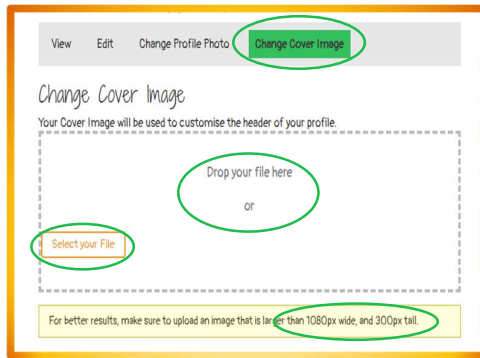 View Edit Change Profile Photo Change Cover Image
Change Cover Image
Your Cover Image will be used to customise the header of your profile.
Drop your file here
or
Select your File
For better results, make sure to upload an image that is larger than 1080px wide, and 300px tall.